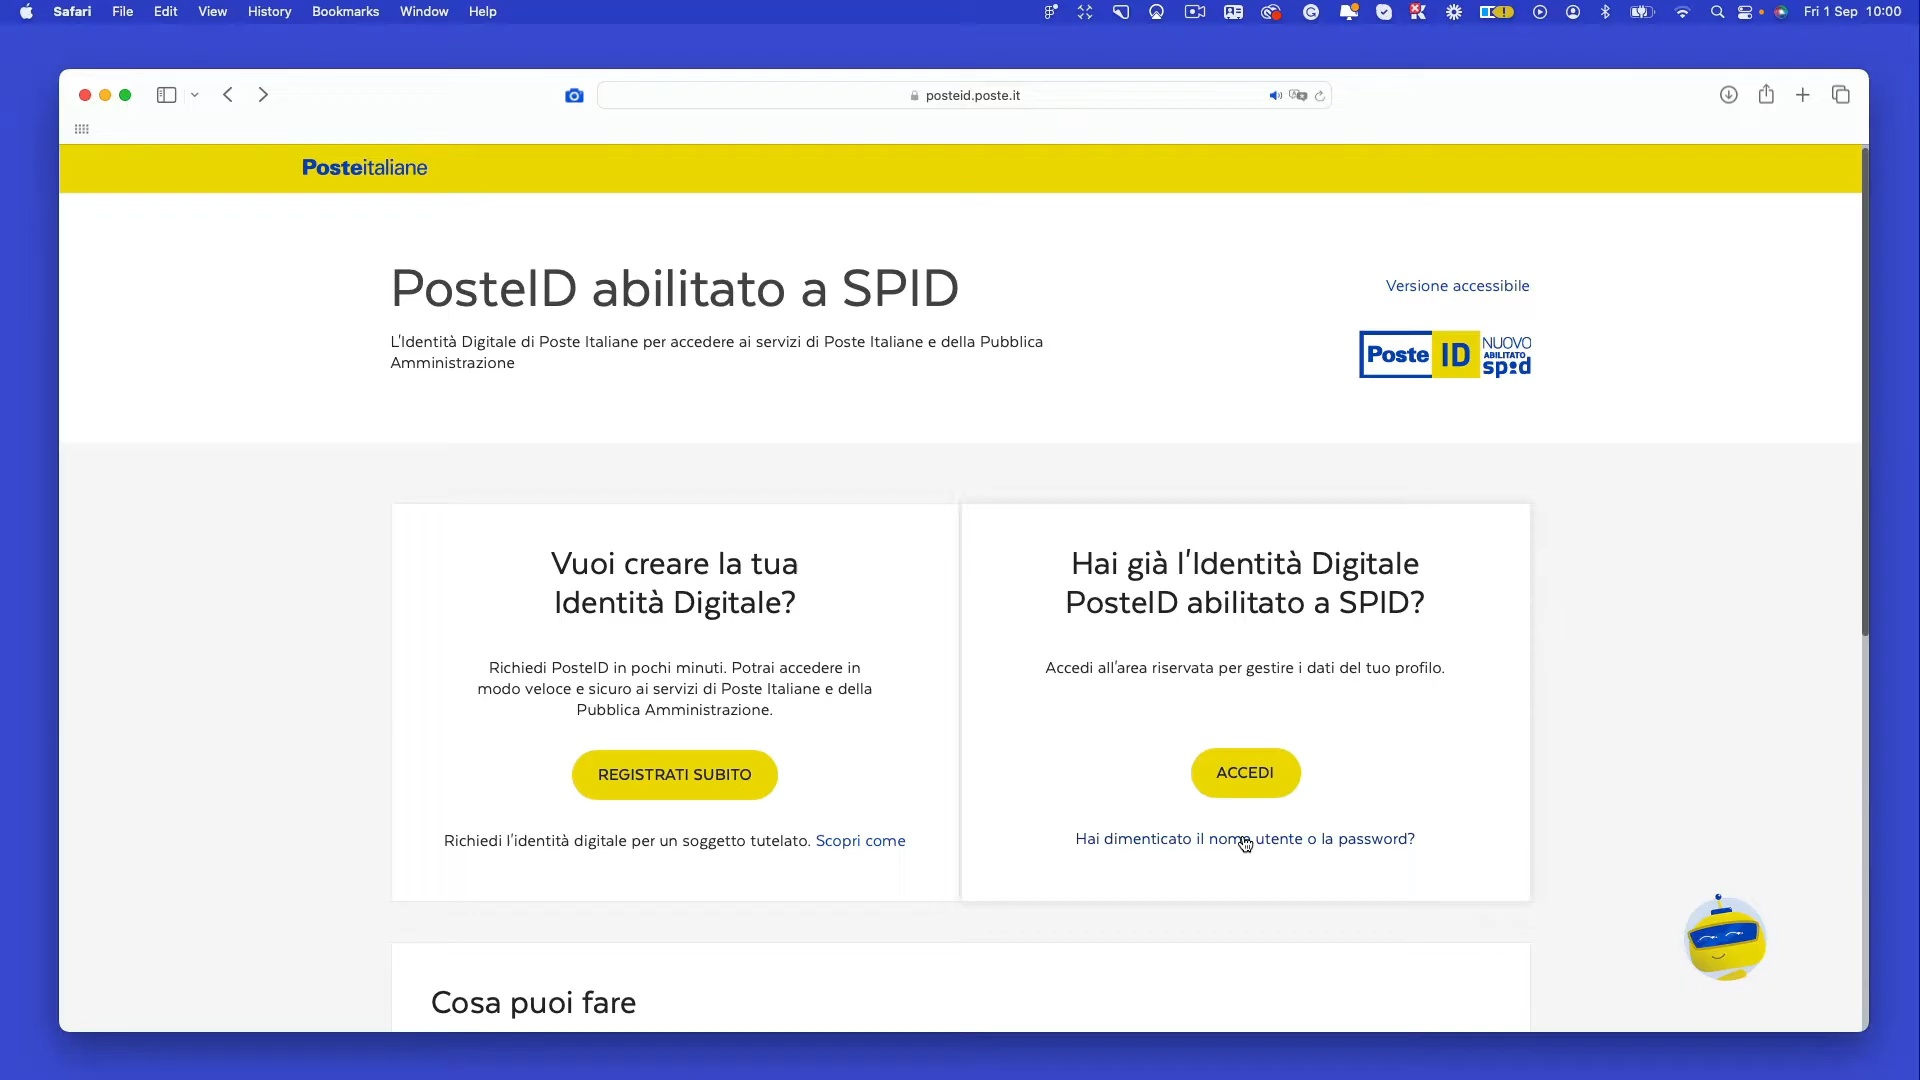 Safari File Edit View History Bookmarks Window Help Fri 1 Sep 10:00
posteid.poste.it
Posteitaliane
PosteID abilitato a SPID
Versione accessibile
L'Identità Digitale di Poste Italiane per accedere ai servizi di Poste Italiane e della Pubblica
Amministrazione
Poste ID NUOVO
ABILITATO
spid
Vuoi creare la tua
Identità Digitale?
Richiedi PosteID in pochi minuti. Potrai accedere in
modo veloce e sicuro ai servizi di Poste Italiane e della
Pubblica Amministrazione.
REGISTRATI SUBITO
Richiedi l'identità digitale per un soggetto tutelato. Scopri come
Hai già l'Identità Digitale
PosteID abilitato a SPID?
Accedi all'area riservata per gestire i dati del tuo profilo.
ACCEDI
Hai dimenticato il nome utente o la password?
Cosa puoi fare